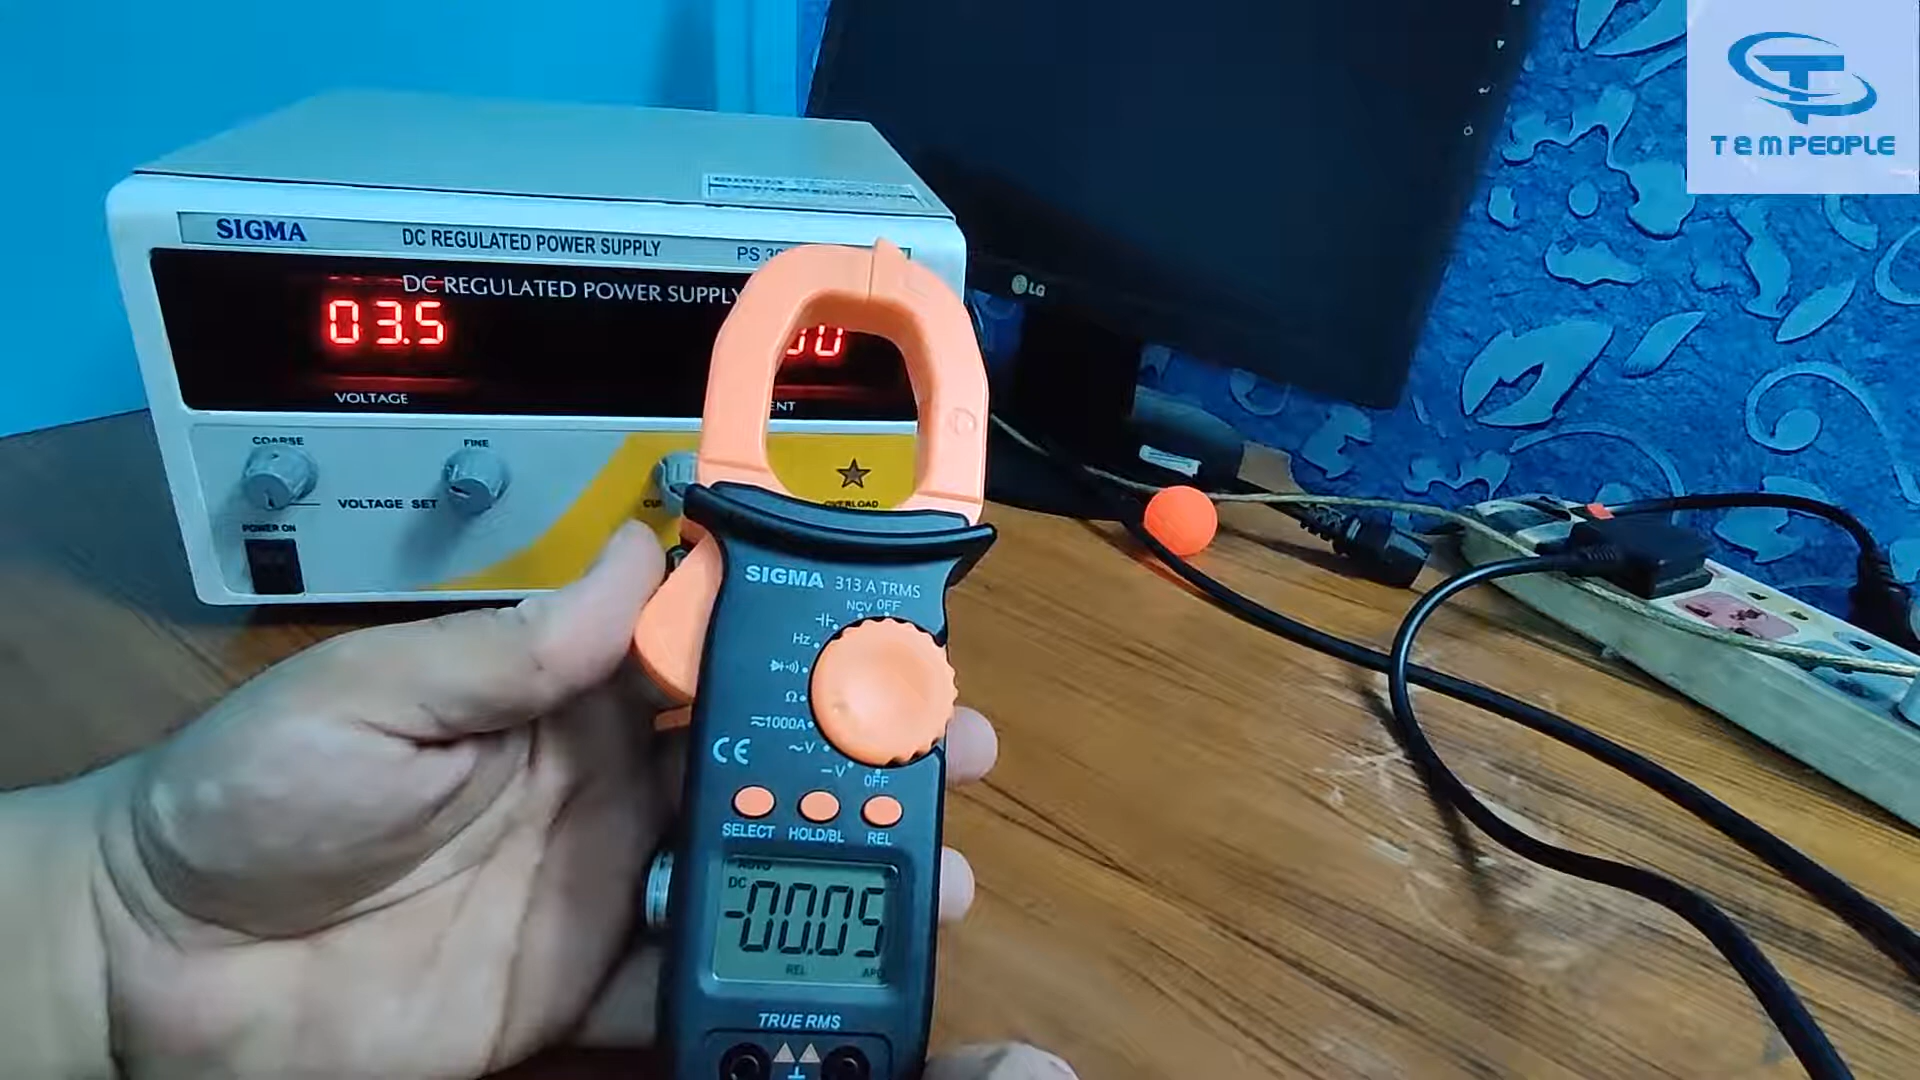 T & M PEOPLE
SIGMA
DC REGULATED POWER SUPPLY
DC REGULATED POWER SUPPLY
03.5
VOLTAGE
COARSE
FINE
VOLTAGE SET
OVERLOAD
POWER ON
LG
SIGMA 313 A TRMS
NCV OFF
Hz
Ω
≂1000A
~V
⎓V
OFF
CE
SELECT HOLD/BL REL
AUTO
DC
-00.05
REL APO
TRUE RMS